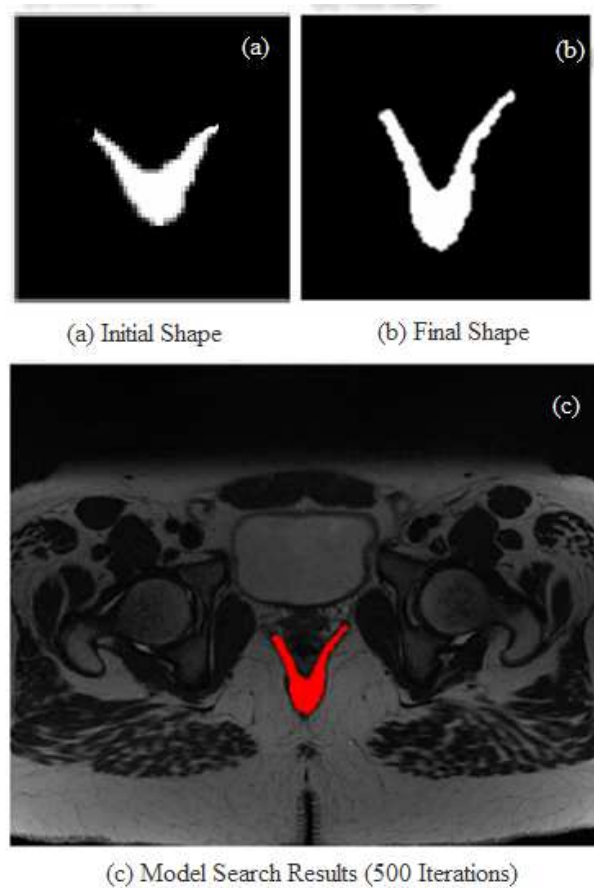 (a)
(b)
(a) Initial Shape
(b) Final Shape
(c)
(c) Model Search Results (500 Iterations)